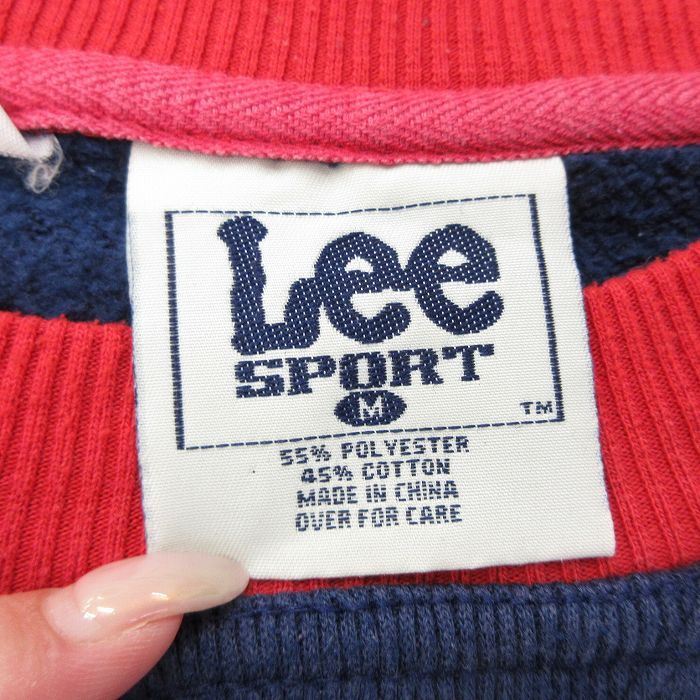 Lee
SPORT
M
TM
55% POLYESTER
45% COTTON
MADE IN CHINA
OVER FOR CARE